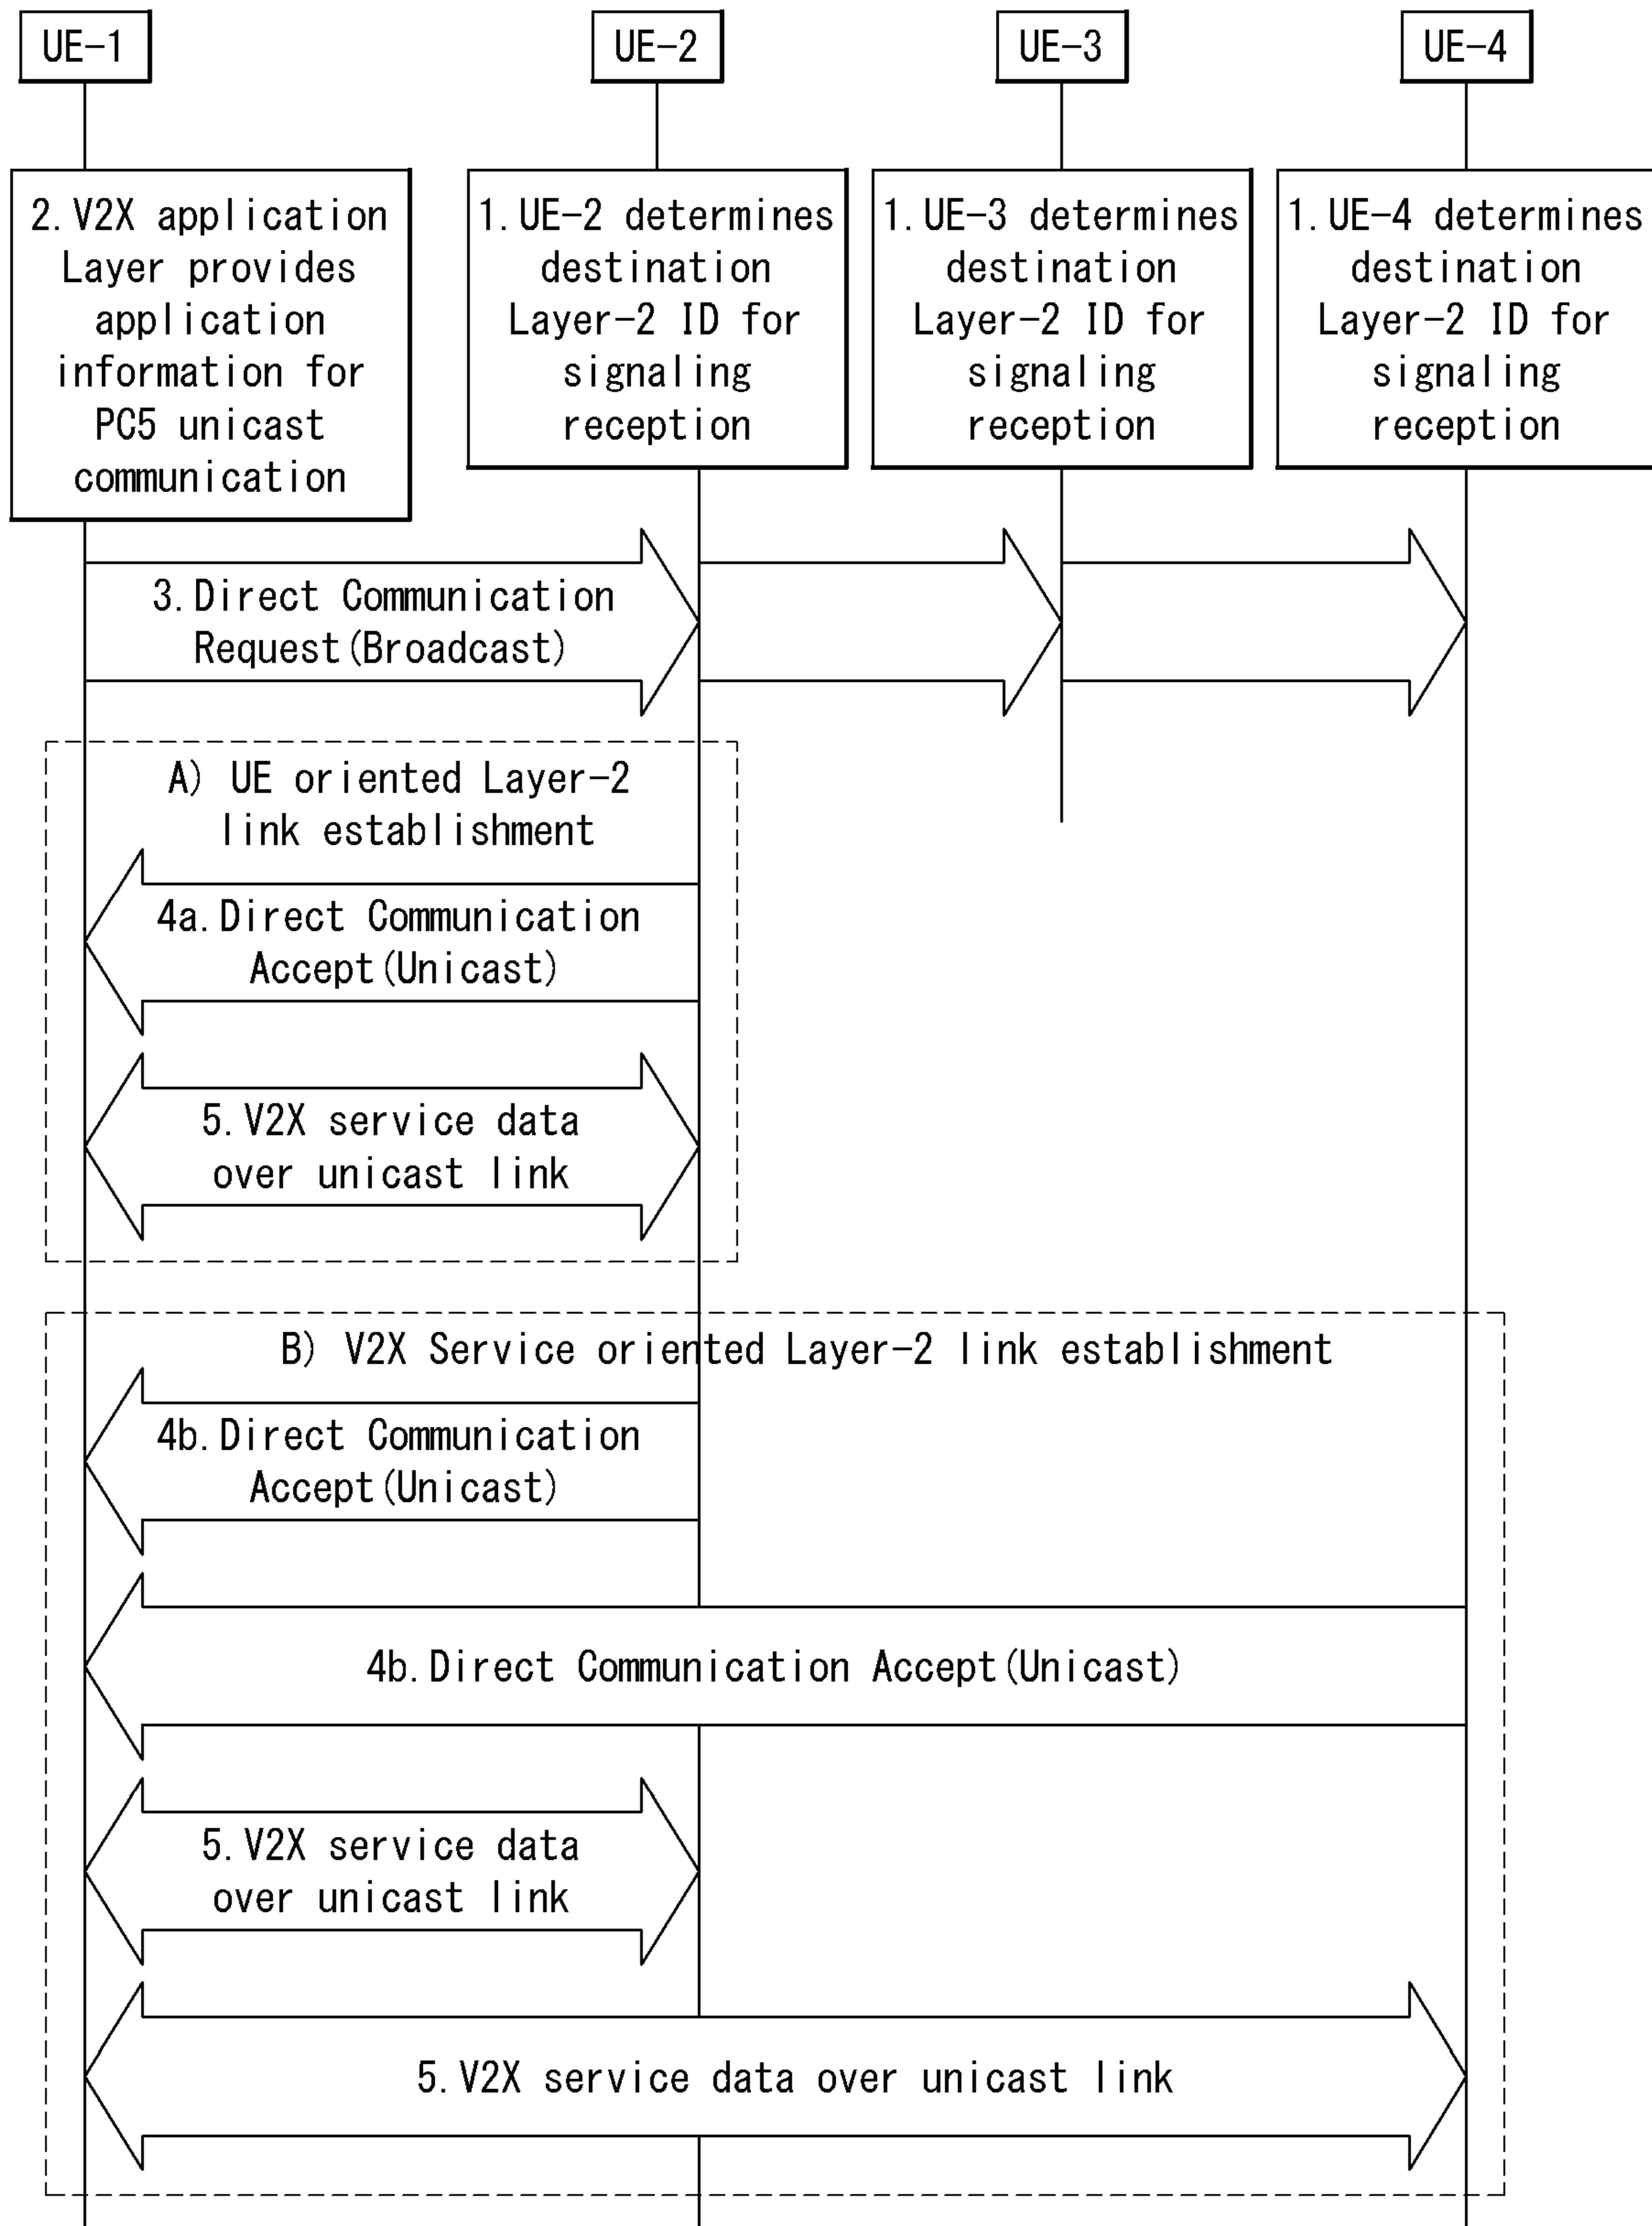 UE-1
UE-2
UE-3
UE-4
2. V2X application
Layer provides
application
information for
PC5 unicast
communication
1. UE-2 determines
destination
Layer-2 ID for
signaling
reception
1. UE-3 determines
destination
Layer-2 ID for
signaling
reception
1. UE-4 determines
destination
Layer-2 ID for
signaling
reception
3. Direct Communication
Request(Broadcast)
A) UE oriented Layer-2
link establishment
4a. Direct Communication
Accept(Unicast)
5. V2X service data
over unicast link
B) V2X Service oriented Layer-2 link establishment
4b. Direct Communication
Accept(Unicast)
4b. Direct Communication Accept(Unicast)
5. V2X service data
over unicast link
5. V2X service data over unicast link